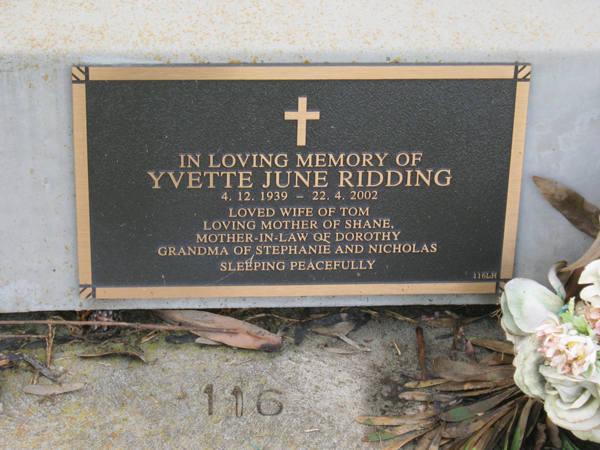 IN LOVING MEMORY OF
YVETTE JUNE RIDDING
4. 12. 1939 – 22. 4. 2002
LOVED WIFE OF TOM
LOVING MOTHER OF SHANE,
MOTHER-IN-LAW OF DOROTHY
GRANDMA OF STEPHANIE AND NICHOLAS
SLEEPING PEACEFULLY
116LH
116